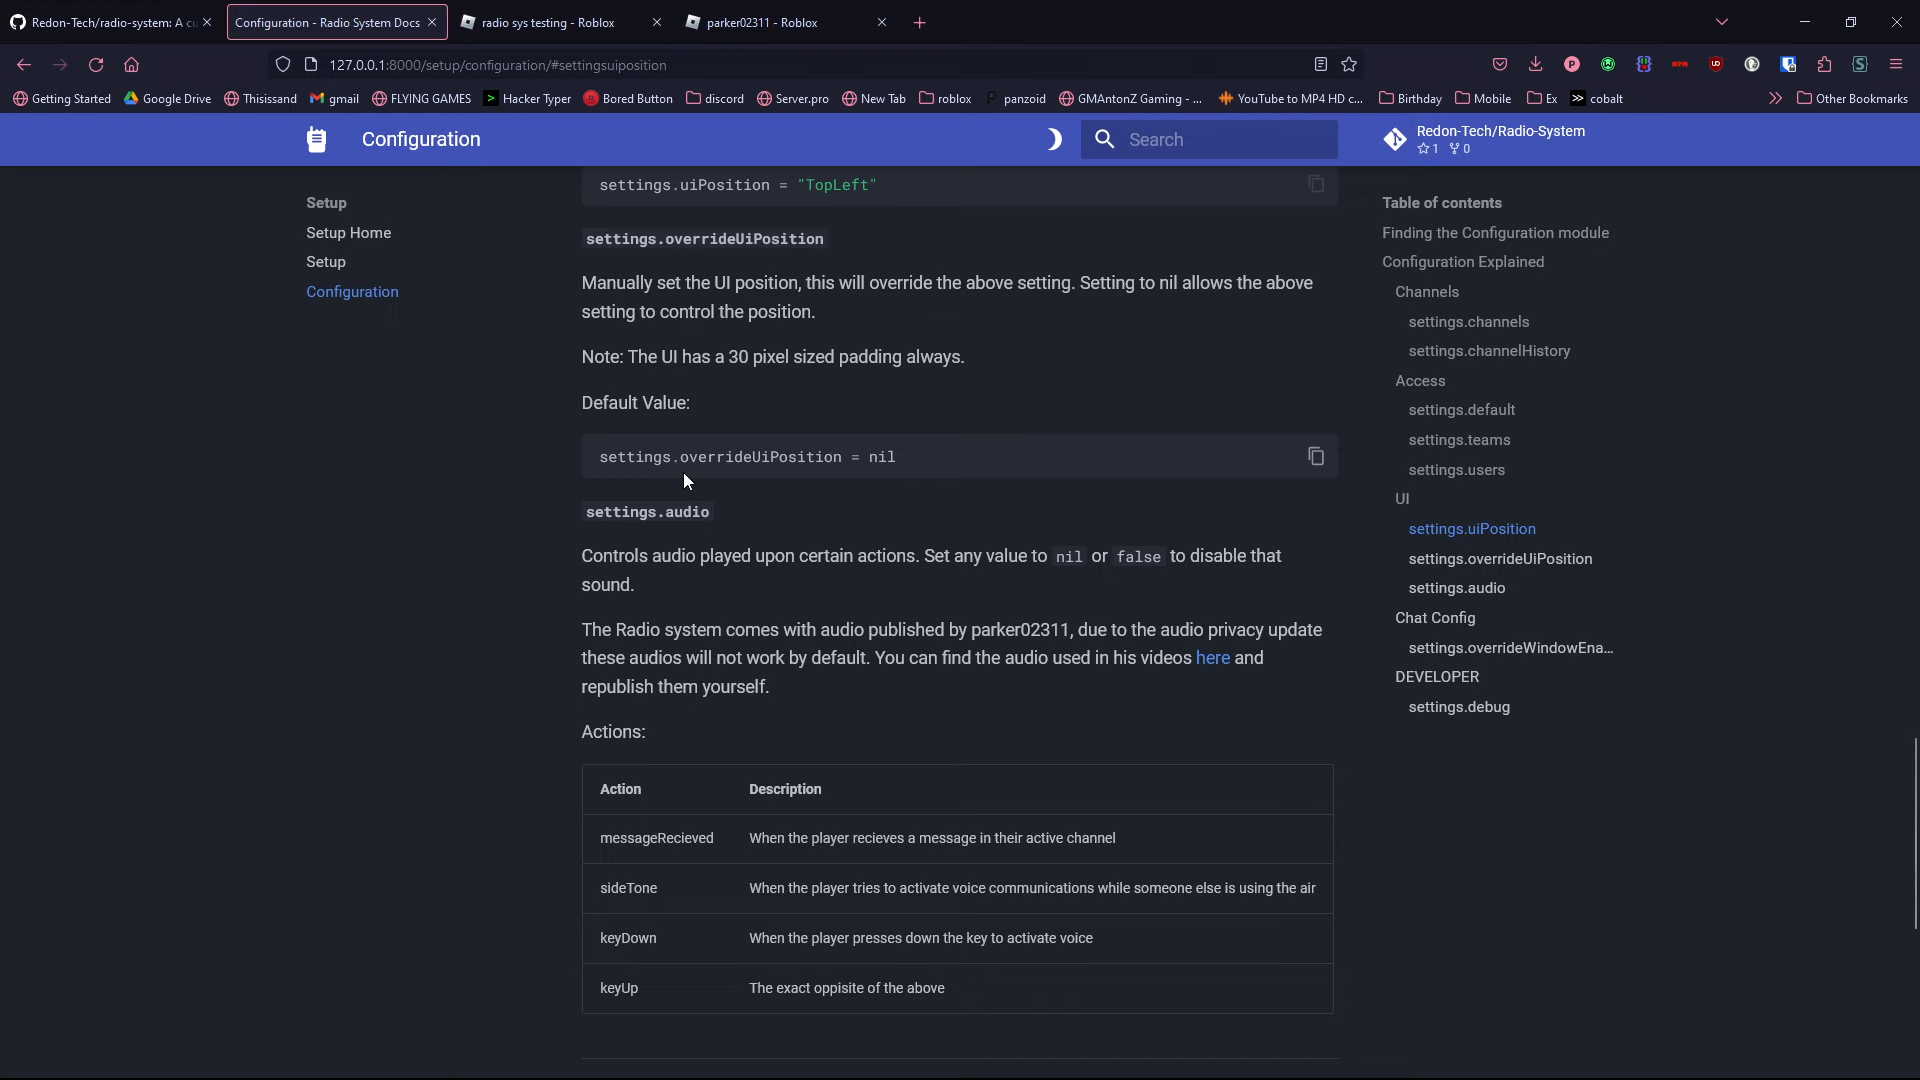 Redon-Tech/radio-system: A cu
Configuration - Radio System Docs
radio sys testing - Roblox
parker02311 - Roblox
127.0.0.1:8000/setup/configuration/#settingsuiposition
Getting Started
Google Drive
Thisissand
gmail
FLYING GAMES
Hacker Typer
Bored Button
discord
Server.pro
New Tab
roblox
panzoid
GMAntonZ Gaming - ...
YouTube to MP4 HD c...
Birthday
Mobile
Ex
cobalt
Other Bookmarks
Configuration
Search
Redon-Tech/Radio-System
1 0
Setup
Setup Home
Setup
Configuration
settings.uiPosition = "TopLeft"
settings.overrideUiPosition
Manually set the UI position, this will override the above setting. Setting to nil allows the above
setting to control the position.
Note: The UI has a 30 pixel sized padding always.
Default Value:
settings.overrideUiPosition = nil
settings.audio
Controls audio played upon certain actions. Set any value to nil or false to disable that
sound.
The Radio system comes with audio published by parker02311, due to the audio privacy update
these audios will not work by default. You can find the audio used in his videos here and
republish them yourself.
Actions:
Action Description
messageRecieved When the player recieves a message in their active channel
sideTone When the player tries to activate voice communications while someone else is using the air
keyDown When the player presses down the key to activate voice
keyUp The exact oppisite of the above
Table of contents
Finding the Configuration module
Configuration Explained
Channels
settings.channels
settings.channelHistory
Access
settings.default
settings.teams
settings.users
UI
settings.uiPosition
settings.overrideUiPosition
settings.audio
Chat Config
settings.overrideWindowEna...
DEVELOPER
settings.debug